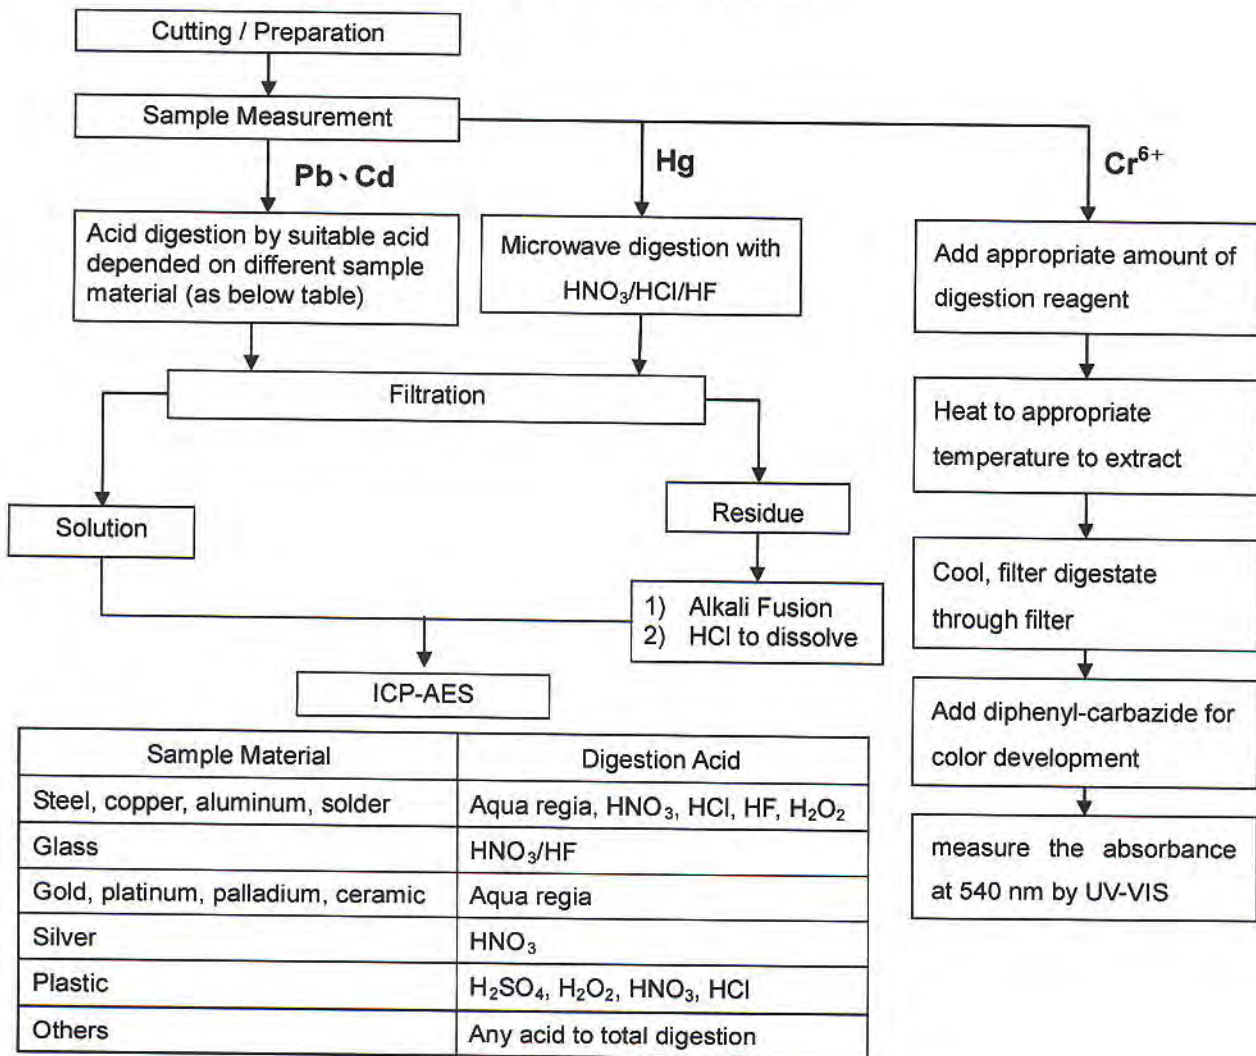 Cutting / Preparation
Sample Measurement
Pb、Cd
Hg
Cr⁶⁺
Acid digestion by suitable acid
depended on different sample
material (as below table)
Microwave digestion with
HNO₃/HCl/HF
Add appropriate amount of
digestion reagent
Filtration
Heat to appropriate
temperature to extract
Solution
Residue
Cool, filter digestate
through filter
1) Alkali Fusion
2) HCl to dissolve
ICP-AES
Add diphenyl-carbazide for
color development
measure the absorbance
at 540 nm by UV-VIS
Sample Material Digestion Acid
Steel, copper, aluminum, solder Aqua regia, HNO₃, HCl, HF, H₂O₂
Glass HNO₃/HF
Gold, platinum, palladium, ceramic Aqua regia
Silver HNO₃
Plastic H₂SO₄, H₂O₂, HNO₃, HCl
Others Any acid to total digestion